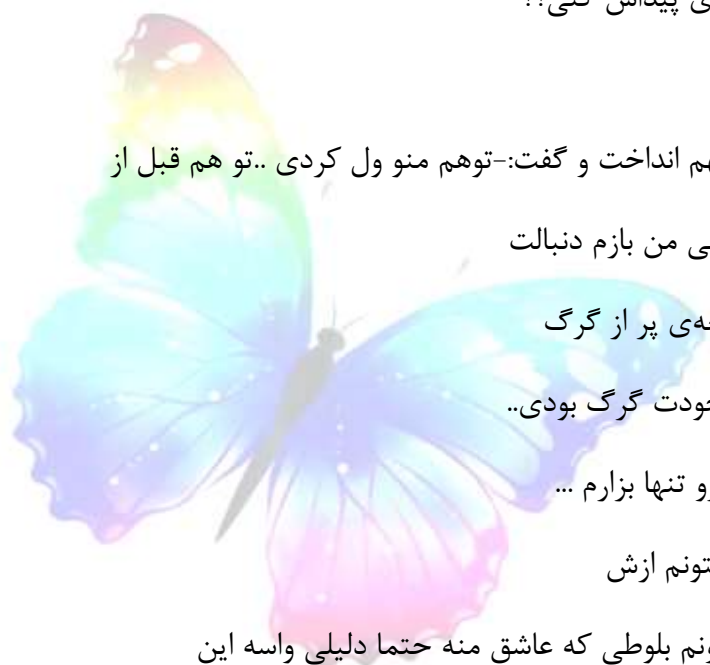 ی پیداش کنی؟؟
هم انداخت و گفت:-توهم منو ول کردی ..تو هم قبل از
ی من بازم دنبالت
ه‌ی پر از گرگ
خودت گرگ بودی..
رو تنها بزارم ...
تونم ازش
ونم بلوطی که عاشق منه حتما دلیلی واسه این